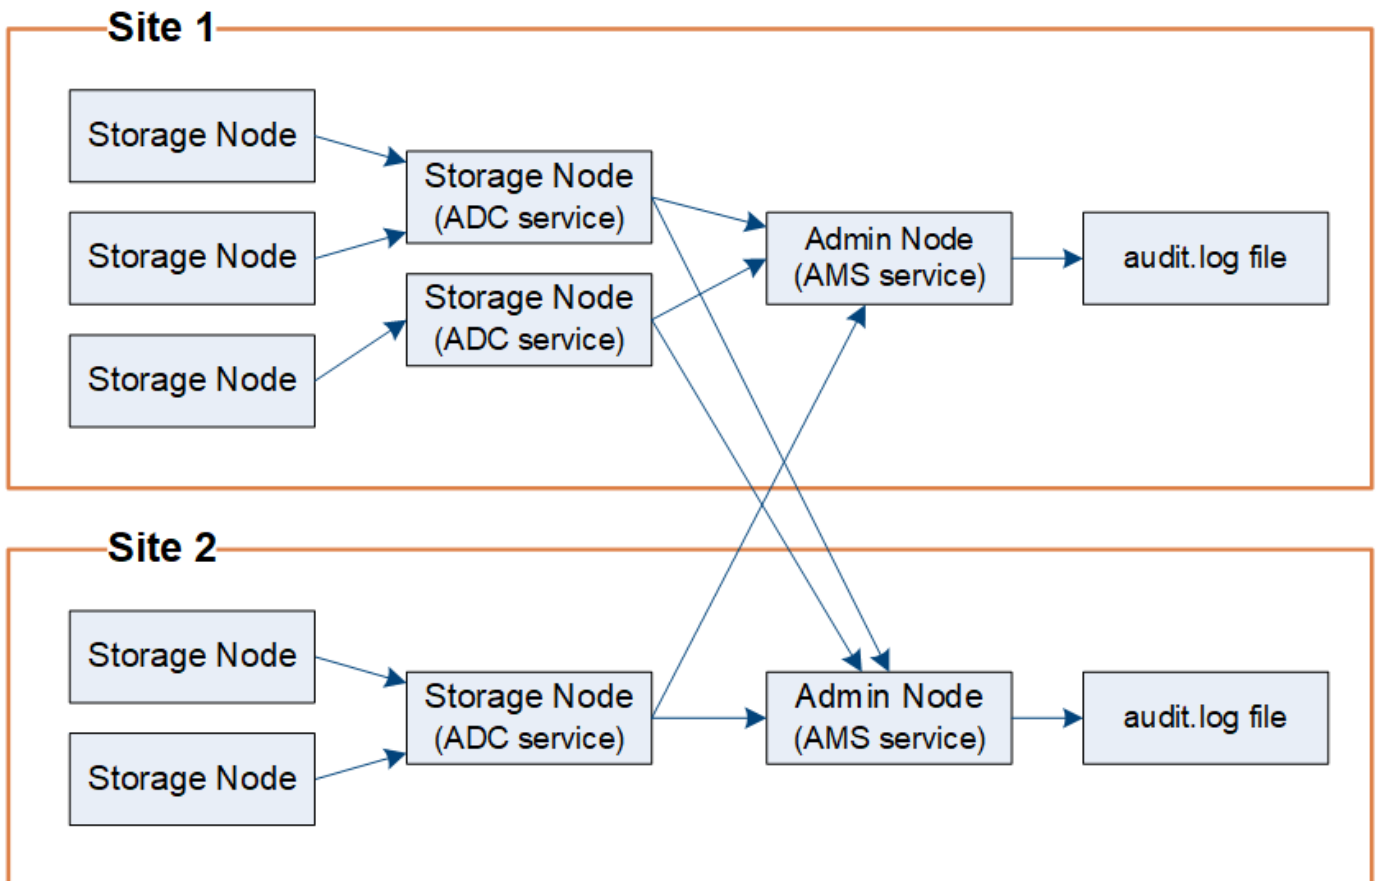 Site 1
Storage Node
Storage Node
Storage Node
Storage Node
(ADC service)
Storage Node
(ADC service)
Admin Node
(AMS service)
audit.log file
Site 2
Storage Node
Storage Node
Storage Node
(ADC service)
Admin Node
(AMS service)
audit.log file